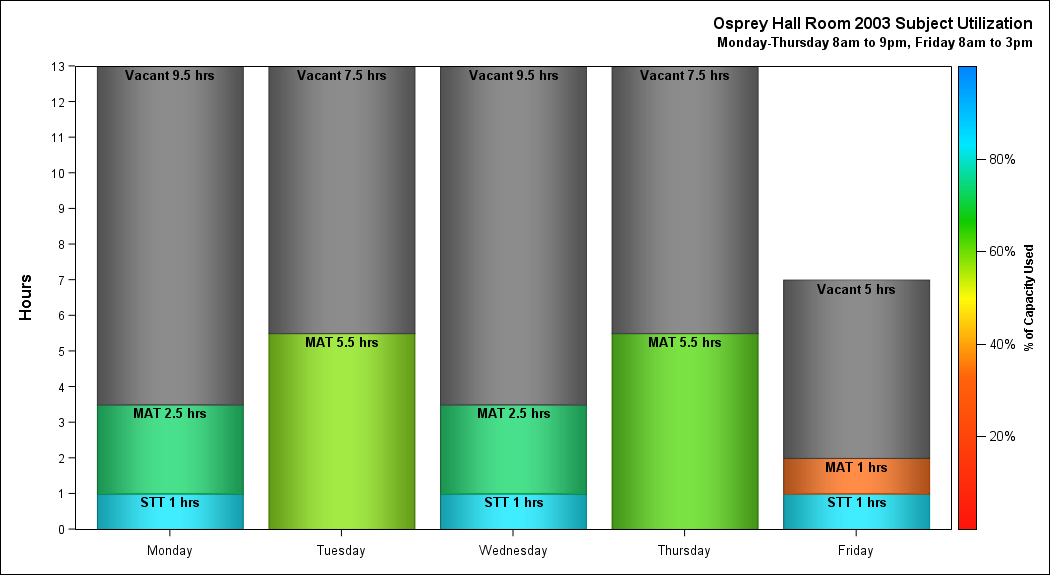 Osprey Hall Room 2003 Subject Utilization
Monday-Thursday 8am to 9pm, Friday 8am to 3pm
Hours
13
12
11
10
9
8
7
6
5
4
3
2
1
0
Vacant 9.5 hrs
MAT 2.5 hrs
STT 1 hrs
Vacant 7.5 hrs
MAT 5.5 hrs
Vacant 9.5 hrs
MAT 2.5 hrs
STT 1 hrs
Vacant 7.5 hrs
MAT 5.5 hrs
Vacant 5 hrs
MAT 1 hrs
STT 1 hrs
Monday
Tuesday
Wednesday
Thursday
Friday
80%
60%
40%
20%
% of Capacity Used